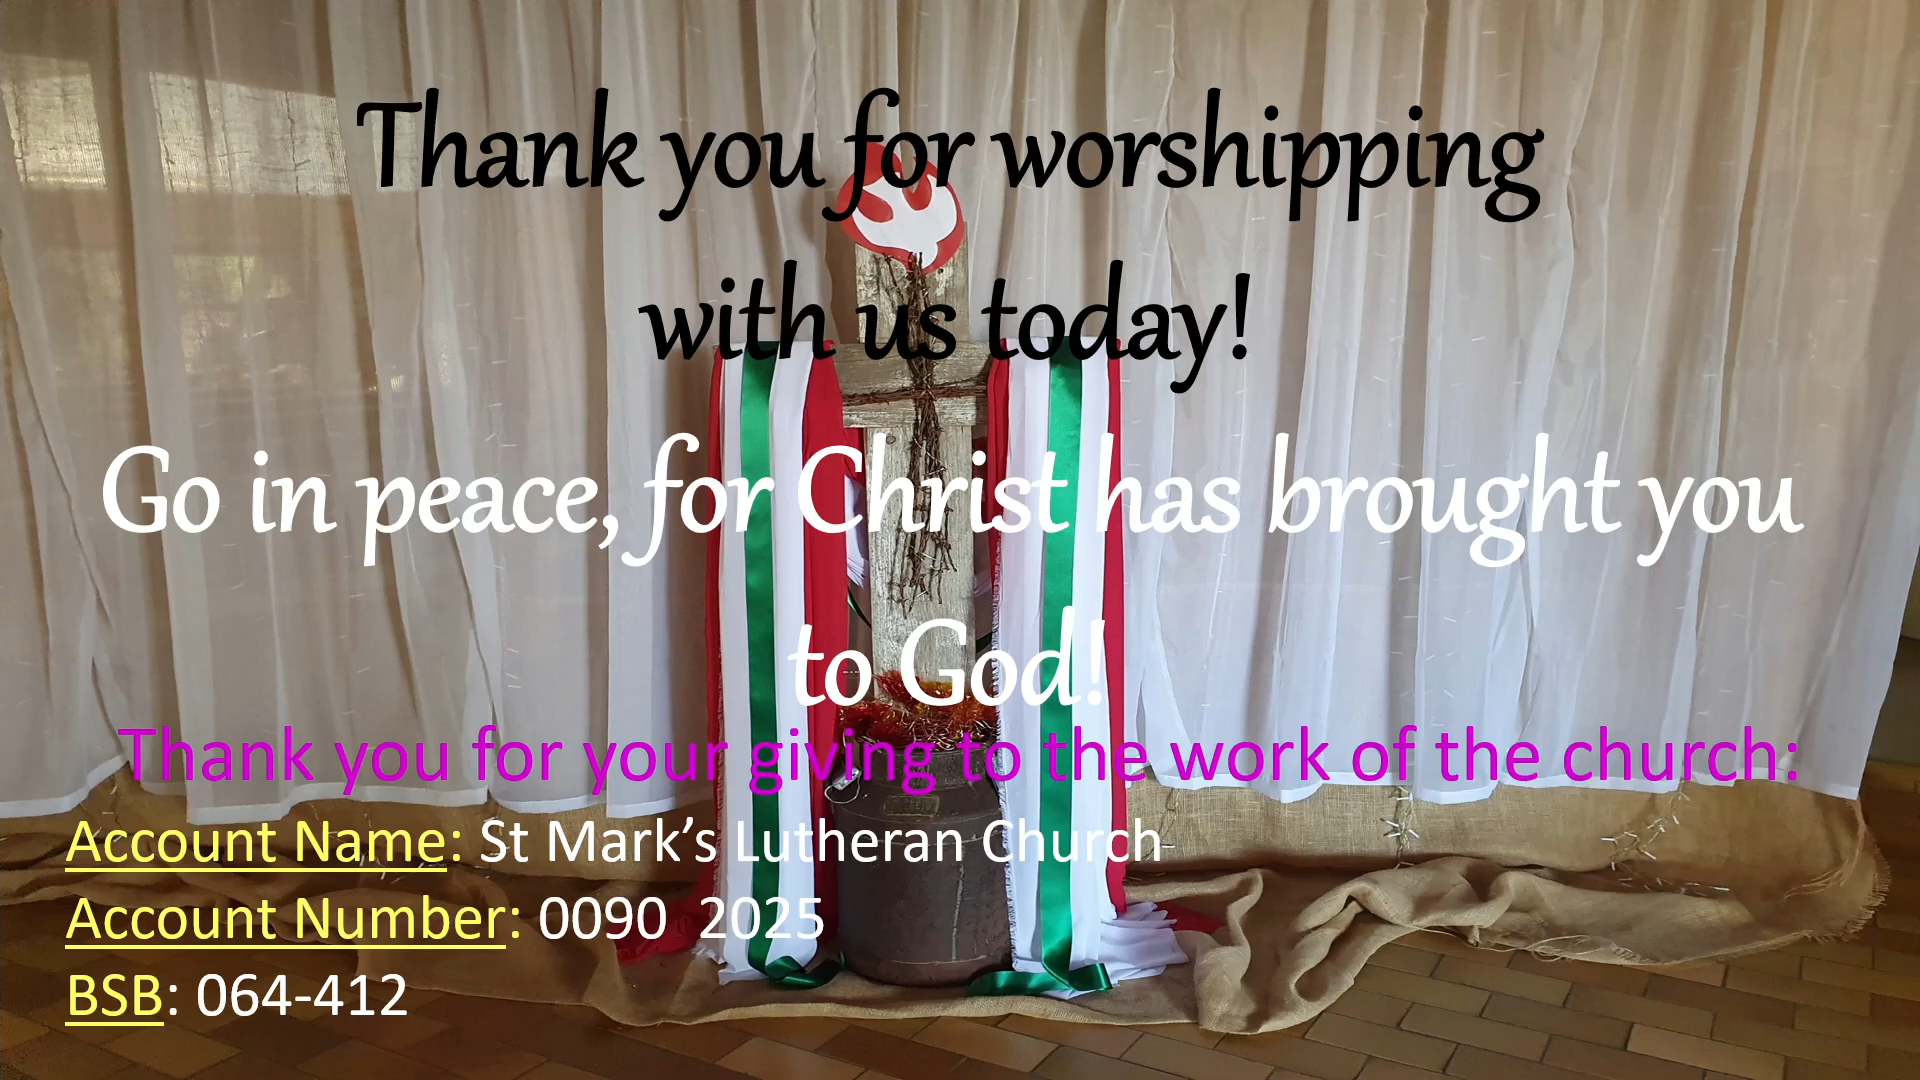 Thank you for worshipping
with us today!
Go in peace, for Christ has brought you
to God!
Thank you for your giving to the work of the church:
Account Name: St Mark’s Lutheran Church
Account Number: 0090  2025
BSB: 064-412